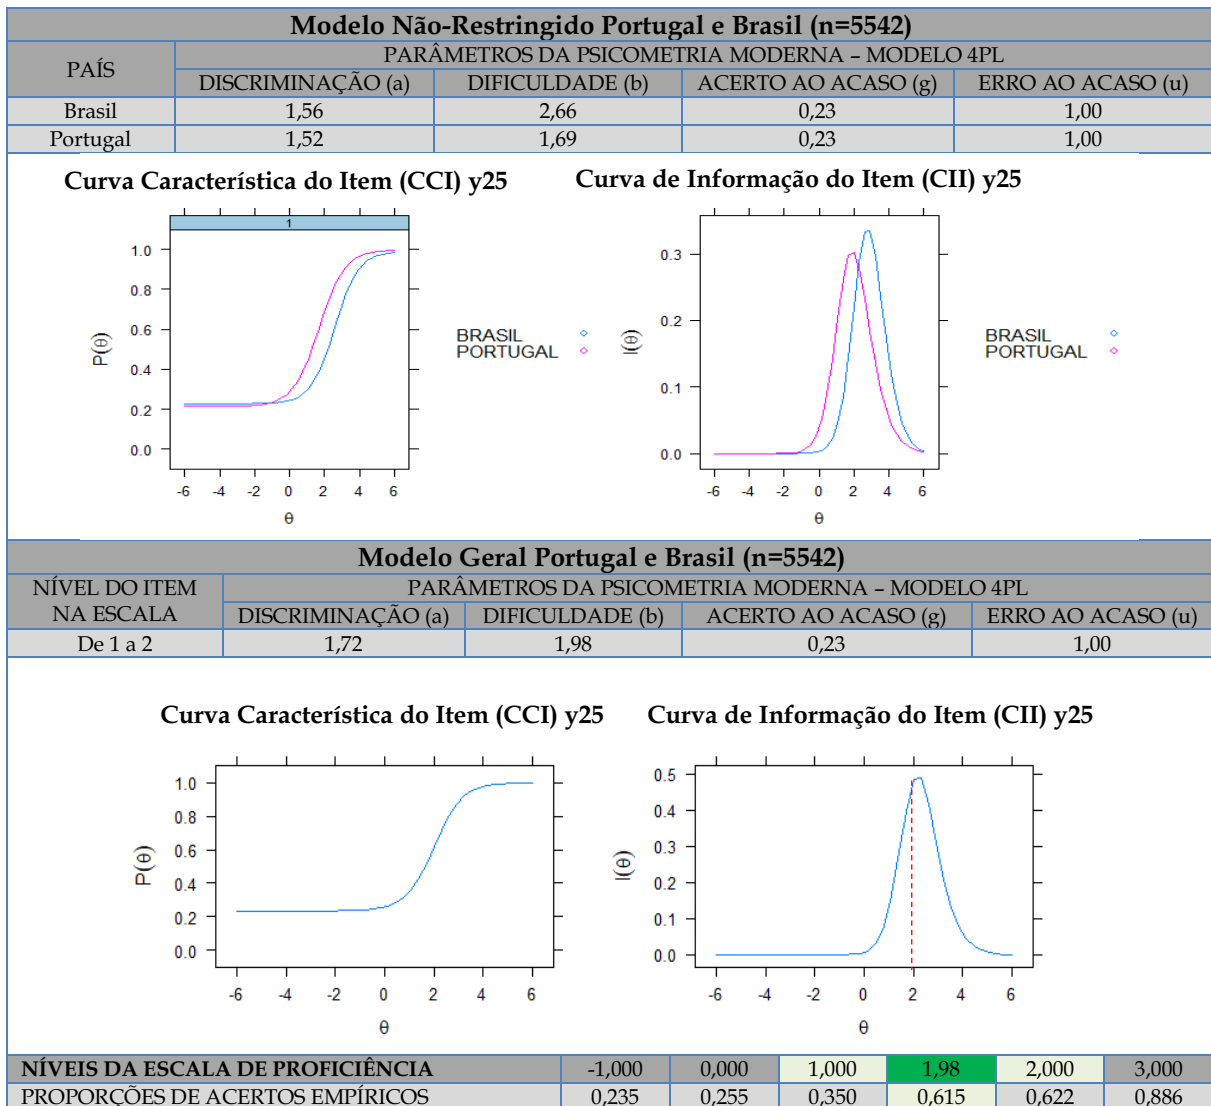 Modelo Não-Restringido Portugal e Brasil (n=5542)
PAÍS
PARÂMETROS DA PSICOMETRIA MODERNA – MODELO 4PL
DISCRIMINAÇÃO (a) DIFICULDADE (b) ACERTO AO ACASO (g) ERRO AO ACASO (u)
Brasil 1,56 2,66 0,23 1,00
Portugal 1,52 1,69 0,23 1,00
Curva Característica do Item (CCI) y25
1
1.0
0.8
0.6
0.4
0.2
0.0
P(θ)
-6 -4 -2 0 2 4 6
θ
BRASIL
PORTUGAL
Curva de Informação do Item (CII) y25
0.3
0.2
0.1
0.0
I(θ)
-6 -4 -2 0 2 4 6
θ
BRASIL
PORTUGAL
Modelo Geral Portugal e Brasil (n=5542)
NÍVEL DO ITEM
NA ESCALA
PARÂMETROS DA PSICOMETRIA MODERNA – MODELO 4PL
DISCRIMINAÇÃO (a) DIFICULDADE (b) ACERTO AO ACASO (g) ERRO AO ACASO (u)
De 1 a 2 1,72 1,98 0,23 1,00
Curva Característica do Item (CCI) y25
1.0
0.8
0.6
0.4
0.2
0.0
P(θ)
-6 -4 -2 0 2 4 6
θ
Curva de Informação do Item (CII) y25
0.5
0.4
0.3
0.2
0.1
0.0
I(θ)
-6 -4 -2 0 2 4 6
θ
NÍVEIS DA ESCALA DE PROFICIÊNCIA -1,000 0,000 1,000 1,98 2,000 3,000
PROPORÇÕES DE ACERTOS EMPÍRICOS 0,235 0,255 0,350 0,615 0,622 0,886